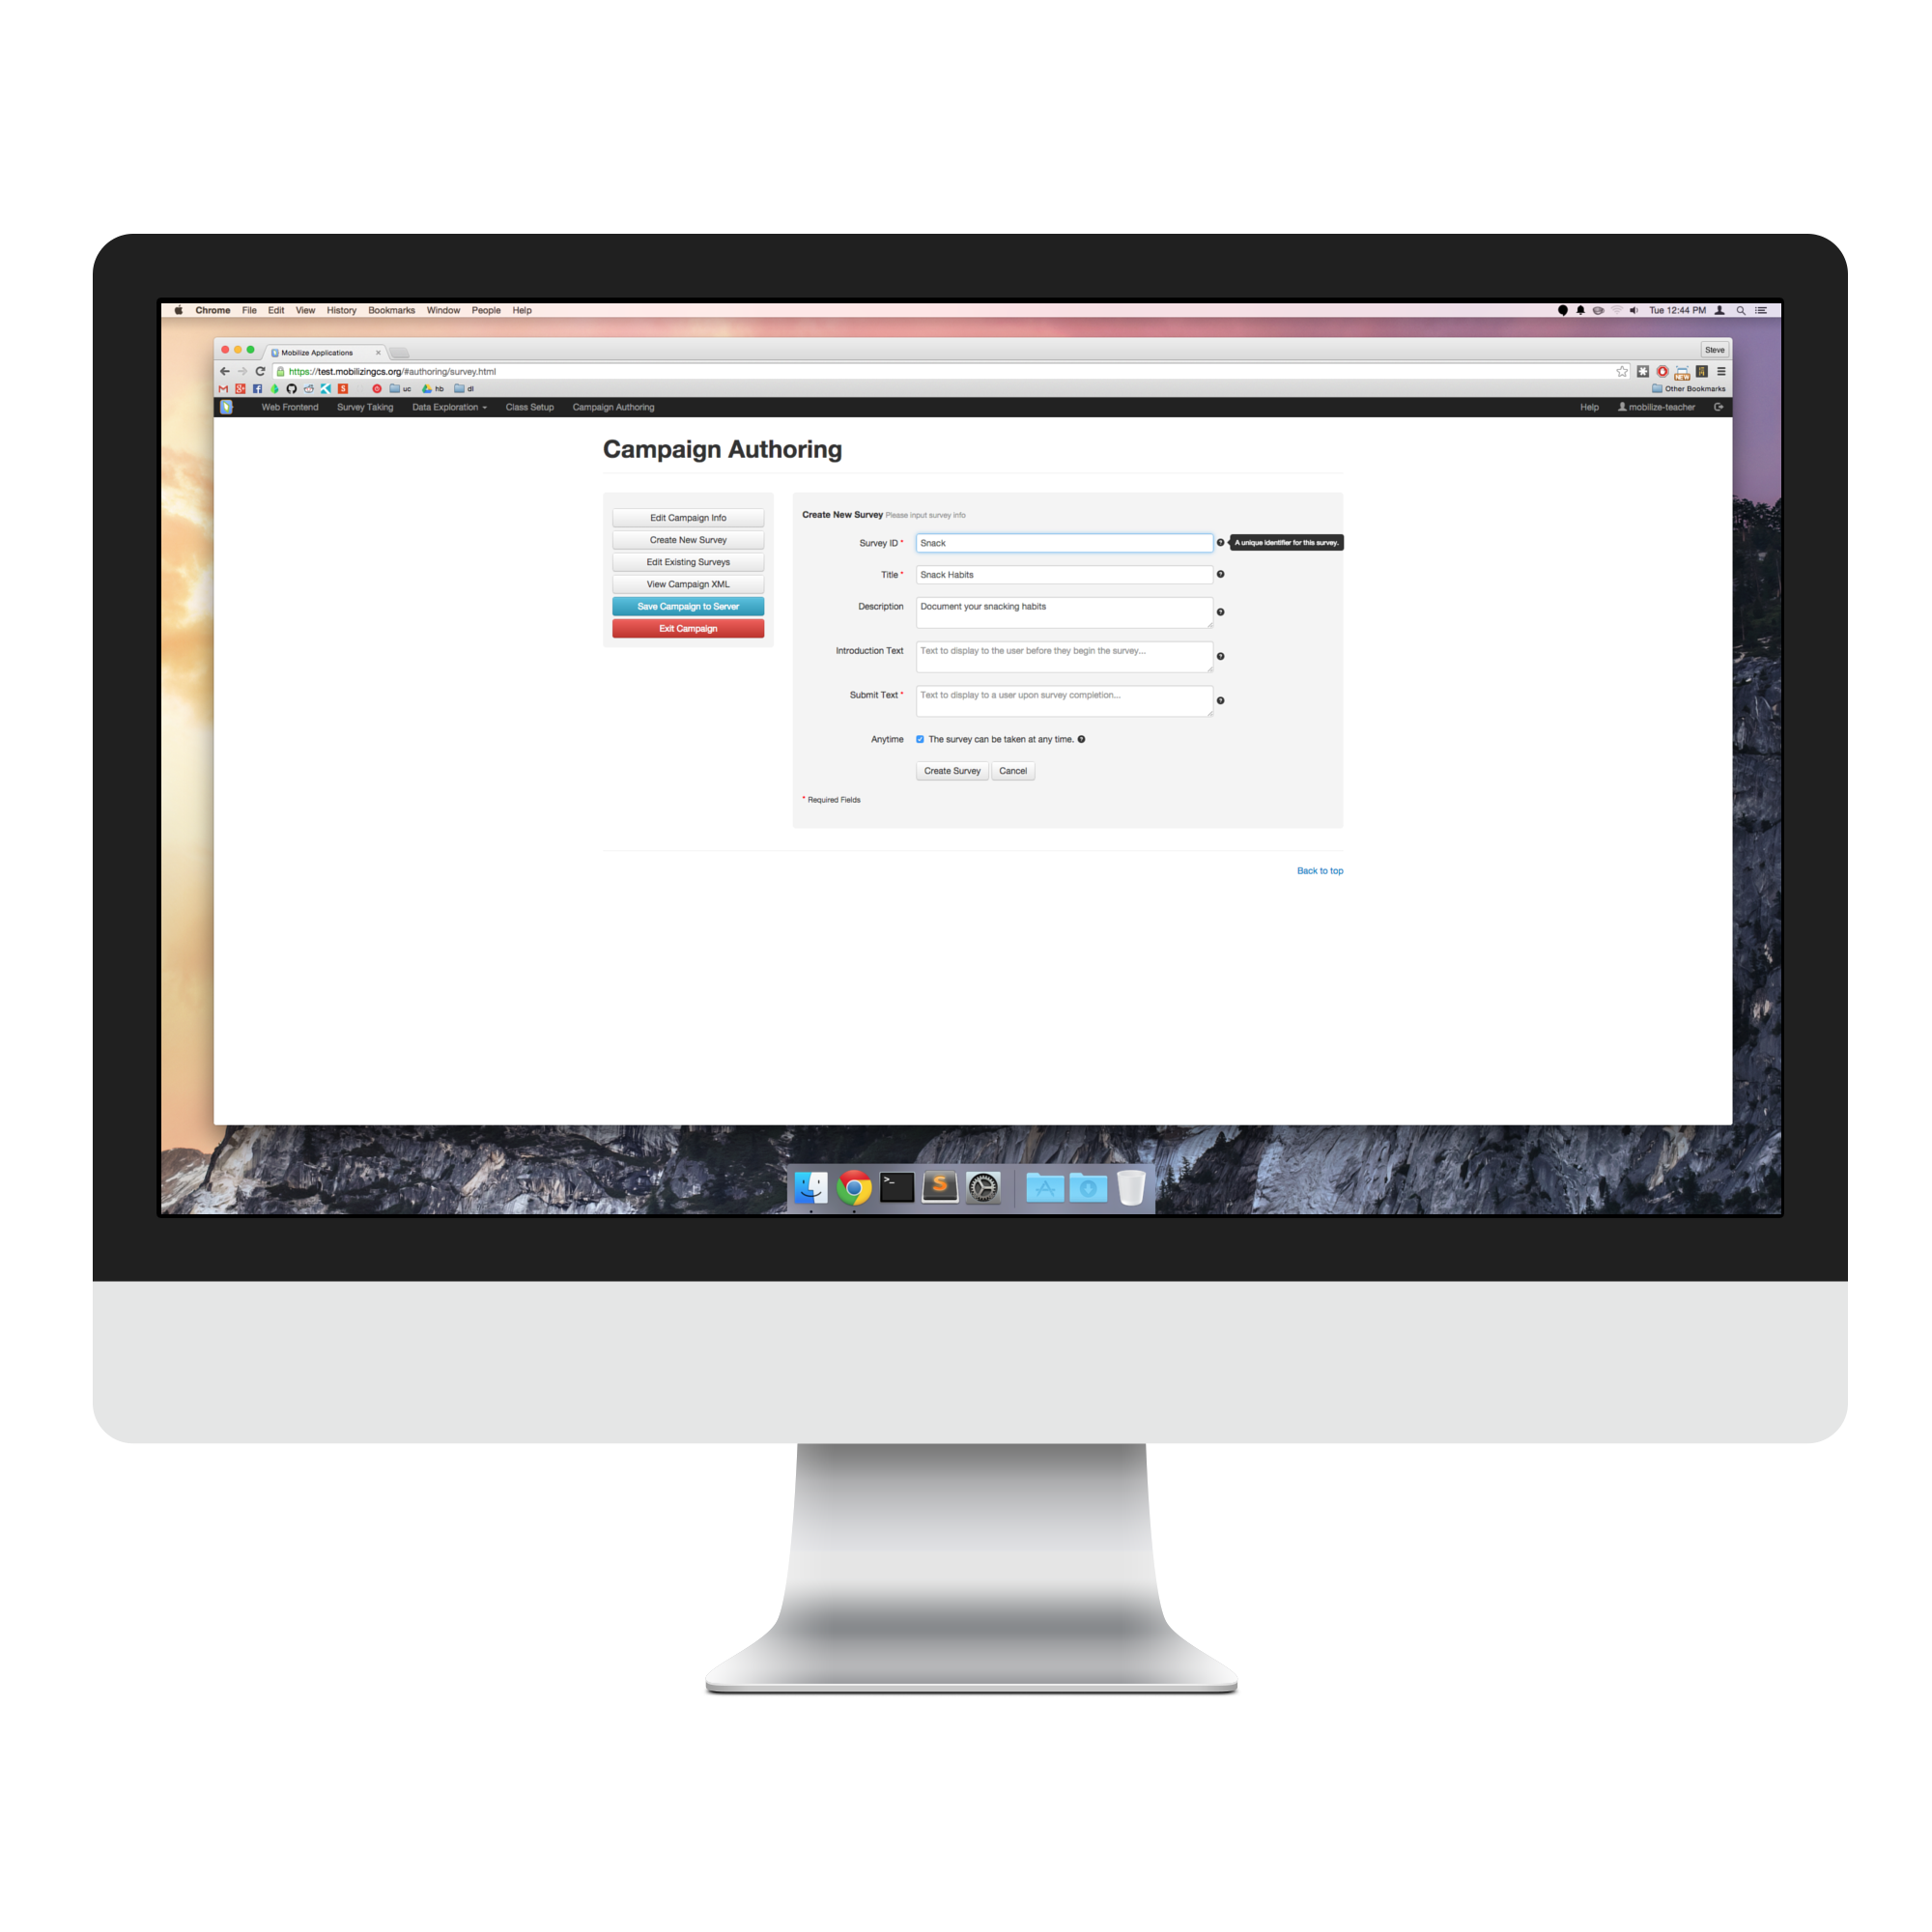 Chrome File Edit View History Bookmarks Window People Help Tue 12:44 PM
Mobilize Applications Steve
https://test.mobilizingcs.org/#authoring/survey.html
uc hb dl Other Bookmarks
Web Frontend Survey Taking Data Exploration Class Setup Campaign Authoring Help mobilize-teacher
Campaign Authoring
Edit Campaign Info
Create New Survey
Edit Existing Surveys
View Campaign XML
Save Campaign to Server
Exit Campaign
Create New Survey Please input survey info
Survey ID * Snack A unique identifier for this survey.
Title * Snack Habits
Description Document your snacking habits
Introduction Text Text to display to the user before they begin the survey...
Submit Text * Text to display to a user upon survey completion...
Anytime The survey can be taken at any time.
Create Survey Cancel
* Required Fields
Back to top